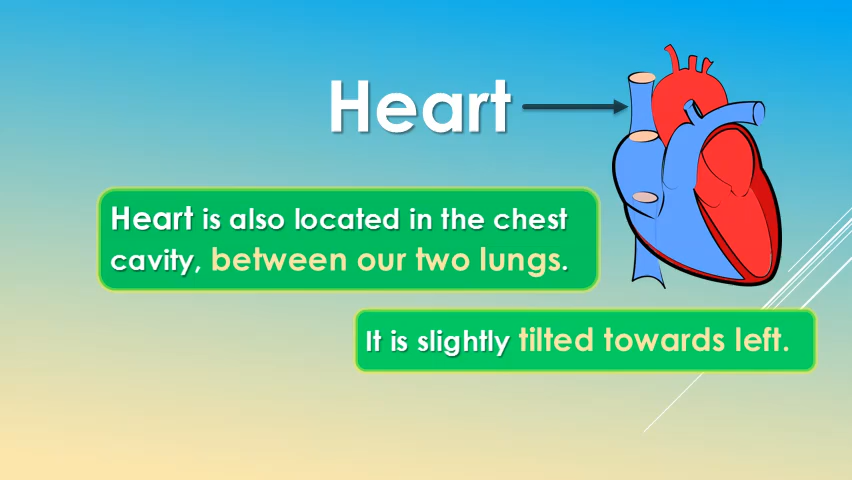 Heart
Heart is also located in the chest
cavity, between our two lungs.
It is slightly tilted towards left.